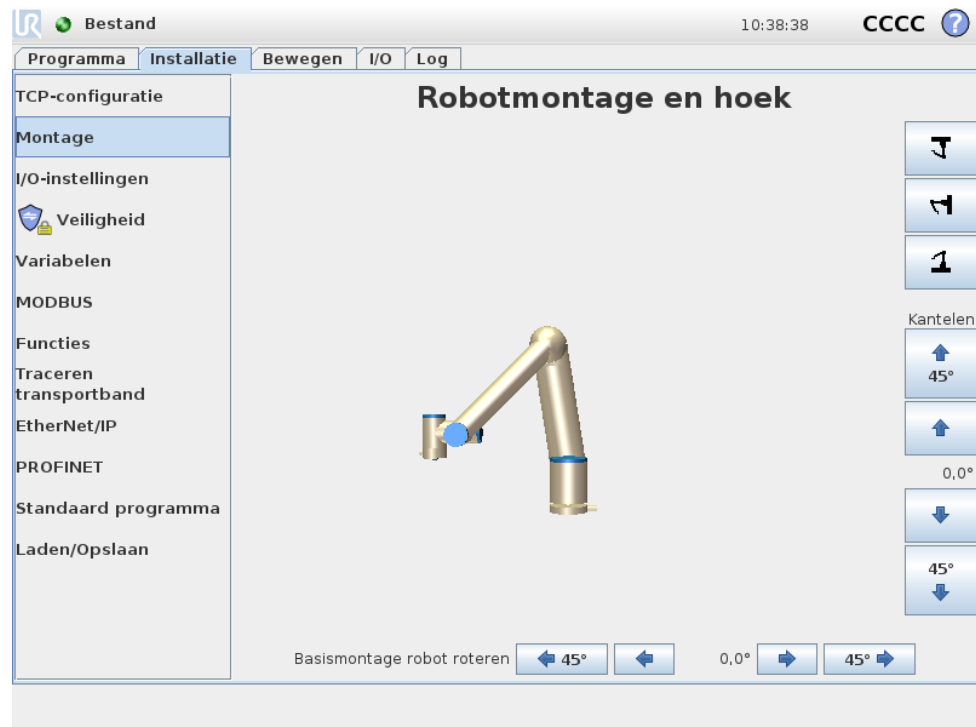 UR Bestand 10:38:38 CCCC ?
Programma Installatie Bewegen I/O Log
TCP-configuratie
Montage
I/O-instellingen
Veiligheid
Variabelen
MODBUS
Functies
Traceren
transportband
EtherNet/IP
PROFINET
Standaard programma
Laden/Opslaan
Robotmontage en hoek
Kantelen
45°
0,0°
45°
Basismontage robot roteren 45° 0,0° 45°